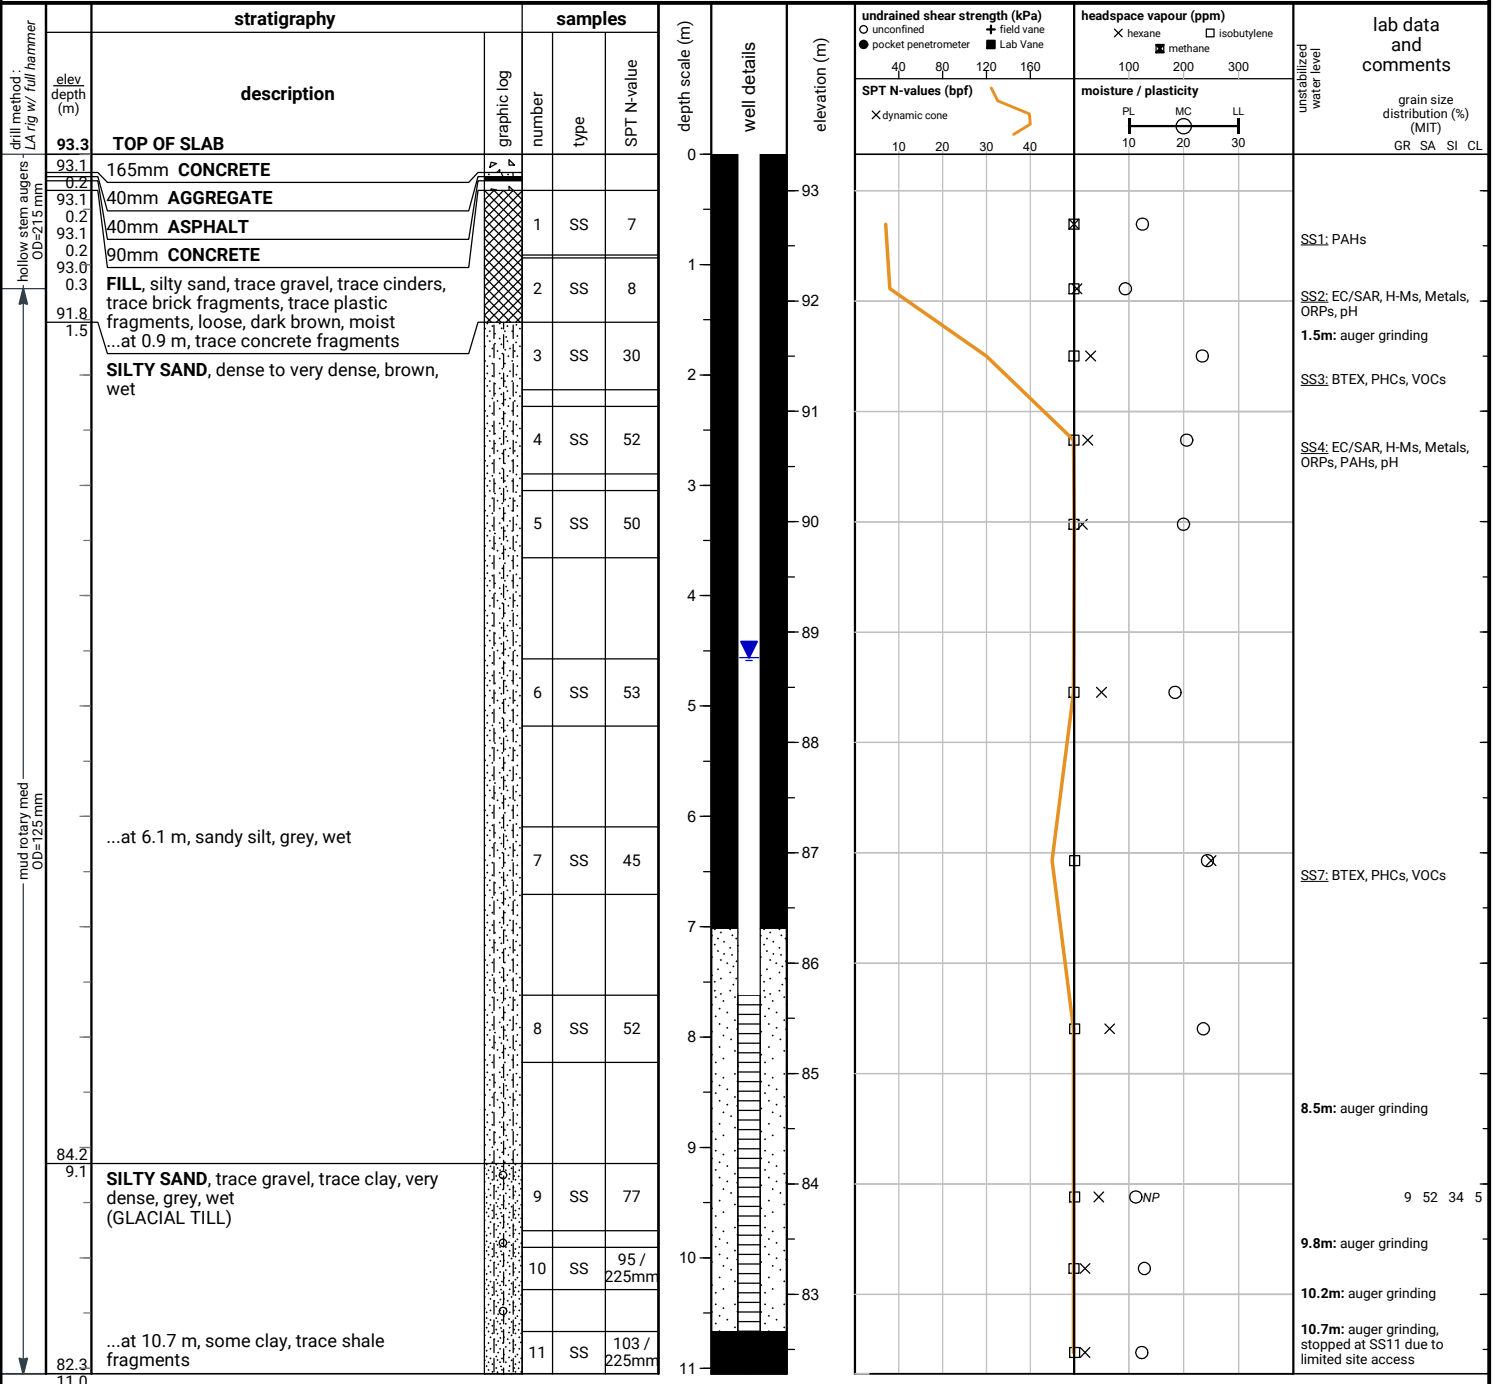 drill method :
LA rig w/ full hammer
stratigraphy
elev
depth
(m)
description
graphic log
samples
number
type
SPT N-value
depth scale (m)
well details
elevation (m)
undrained shear strength (kPa)
unconfined
field vane
pocket penetrometer
Lab Vane
40 80 120 160
SPT N-values (bpf)
dynamic cone
10 20 30 40
headspace vapour (ppm)
hexane
isobutylene
methane
100 200 300
moisture / plasticity
PL MC LL
10 20 30
unstabilized
water level
lab data
and
comments
grain size
distribution (%)
(MIT)
GR SA SI CL
93.3 TOP OF SLAB
hollow stem augers
OD=215 mm
mud rotary med
OD=125 mm
93.1
0.2
165mm CONCRETE
93.1
0.2
40mm AGGREGATE
93.1
0.2
40mm ASPHALT
93.0
0.3
90mm CONCRETE
FILL, silty sand, trace gravel, trace cinders,
trace brick fragments, trace plastic
fragments, loose, dark brown, moist
...at 0.9 m, trace concrete fragments
91.8
1.5
SILTY SAND, dense to very dense, brown,
wet
...at 6.1 m, sandy silt, grey, wet
84.2
9.1
SILTY SAND, trace gravel, trace clay, very
dense, grey, wet
(GLACIAL TILL)
...at 10.7 m, some clay, trace shale
fragments
82.3
11.0
1 SS 7
2 SS 8
3 SS 30
4 SS 52
5 SS 50
6 SS 53
7 SS 45
8 SS 52
9 SS 77
10 SS 95 /
225mm
11 SS 103 /
225mm
0
1
2
3
4
5
6
7
8
9
10
11
93
92
91
90
89
88
87
86
85
84
83
NP
SS1: PAHs
SS2: EC/SAR, H-Ms, Metals,
ORPs, pH
1.5m: auger grinding
SS3: BTEX, PHCs, VOCs
SS4: EC/SAR, H-Ms, Metals,
ORPs, PAHs, pH
SS7: BTEX, PHCs, VOCs
8.5m: auger grinding
9 52 34 5
9.8m: auger grinding
10.2m: auger grinding
10.7m: auger grinding,
stopped at SS11 due to
limited site access